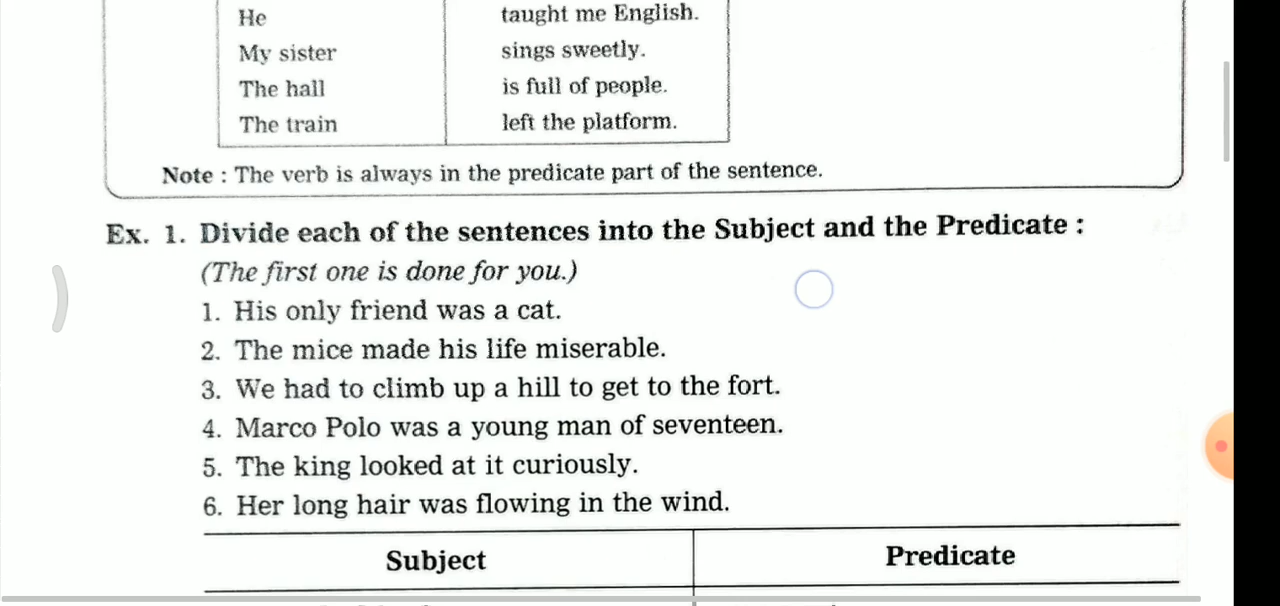 He taught me English.
My sister sings sweetly.
The hall is full of people.
The train left the platform.
Note : The verb is always in the predicate part of the sentence.
Ex. 1. Divide each of the sentences into the Subject and the Predicate :
(The first one is done for you.)
1. His only friend was a cat.
2. The mice made his life miserable.
3. We had to climb up a hill to get to the fort.
4. Marco Polo was a young man of seventeen.
5. The king looked at it curiously.
6. Her long hair was flowing in the wind.
Subject Predicate